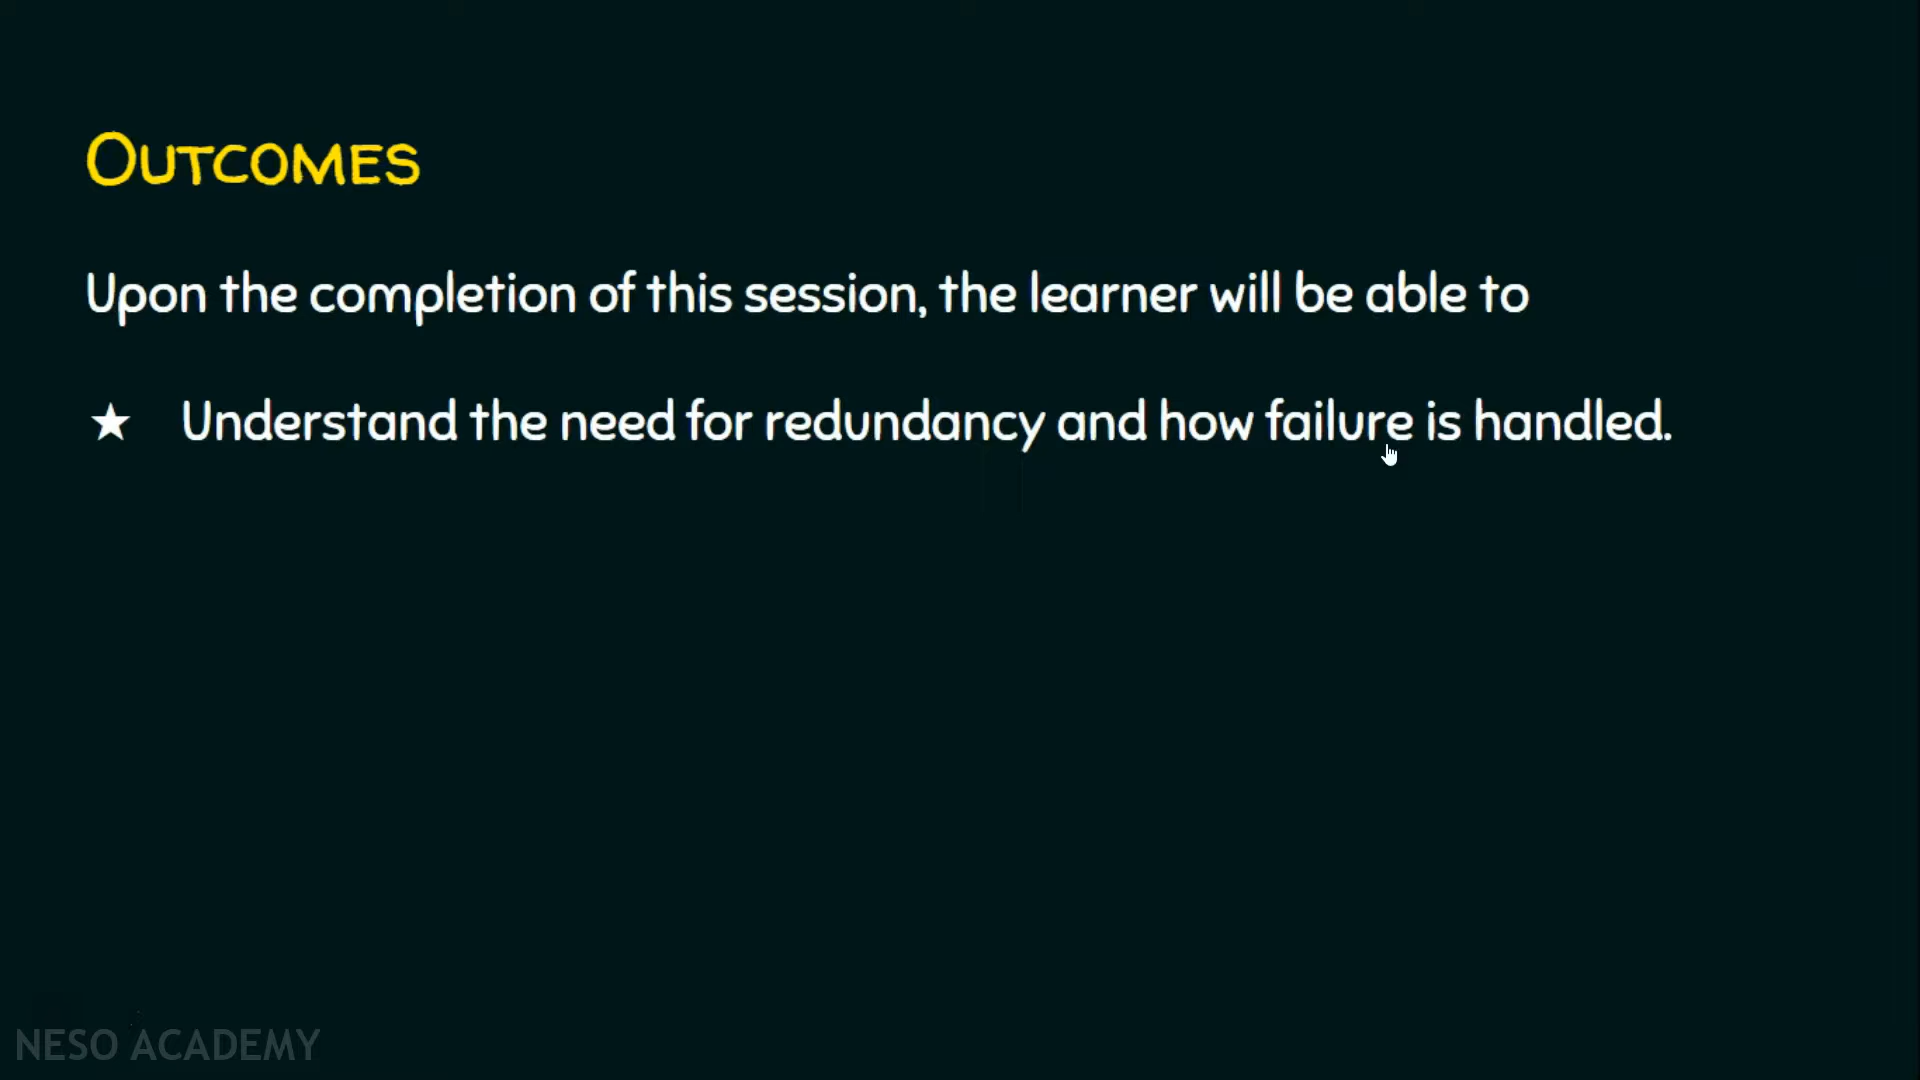 Outcomes
Upon the completion of this session, the learner will be able to
★ Understand the need for redundancy and how failure is handled.
NESO ACADEMY